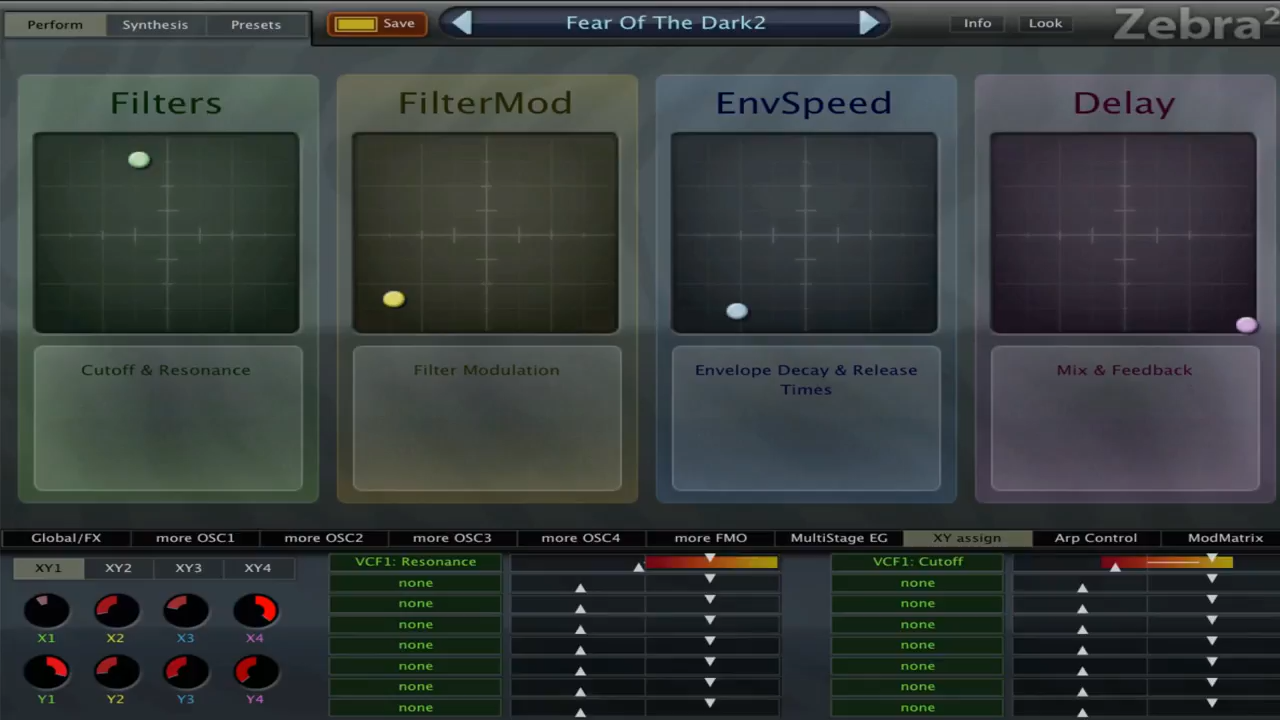 Perform Synthesis Presets Save Fear Of The Dark2 Info Look Zebra2
Filters FilterMod EnvSpeed Delay
Cutoff & Resonance Filter Modulation Envelope Decay & Release Mix & Feedback
Times
Global/FX more OSC1 more OSC2 more OSC3 more OSC4 more FMO MultiStage EG XY assign Arp Control ModMatrix
XY1 XY2 XY3 XY4 VCF1: Resonance VCF1: Cutoff
none none
none none
X1 X2 X3 X4 none none
none none
none none
Y1 Y2 Y3 Y4 none none
none none